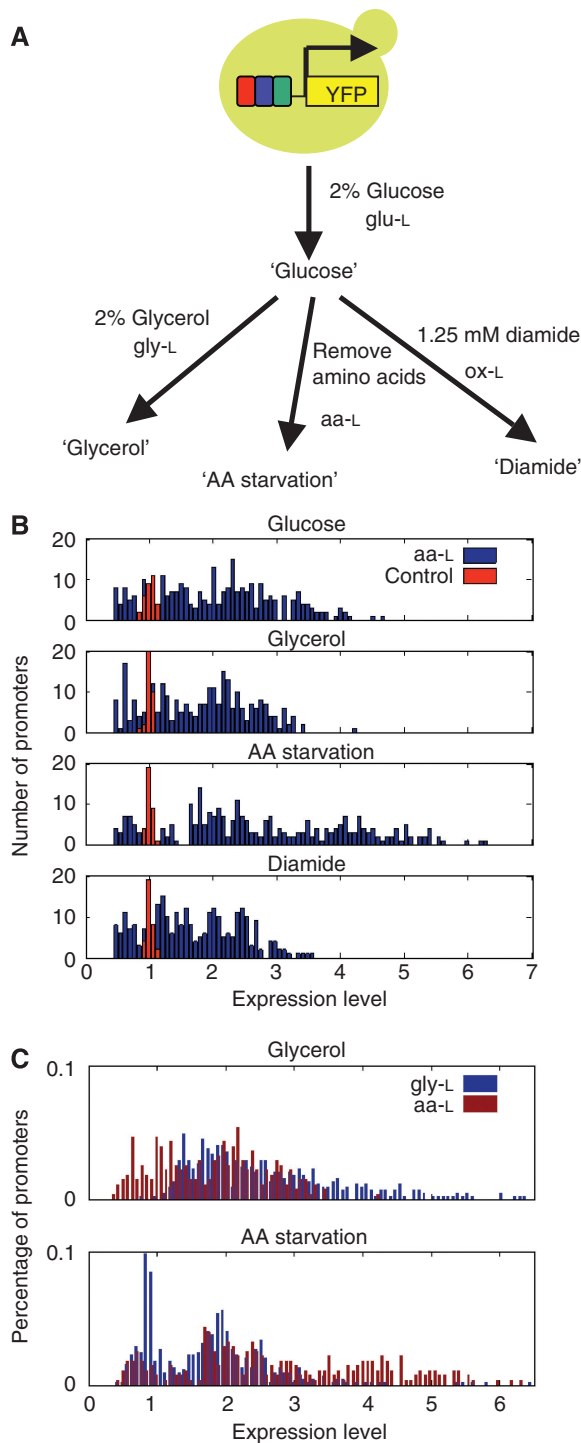 A
YFP
2% Glucose
glu-L
'Glucose'
2% Glycerol
gly-L
Remove
amino acids
aa-L
1.25 mM diamide
ox-L
'Glycerol'
'AA starvation'
'Diamide'
B
Glucose
20
10
0
aa-L
Control
Glycerol
20
10
0
AA starvation
20
10
0
Diamide
20
10
0
0 1 2 3 4 5 6 7
Number of promoters
Expression level
C
Glycerol
0.1
0
gly-L
aa-L
AA starvation
0.1
0
0 1 2 3 4 5 6
Percentage of promoters
Expression level